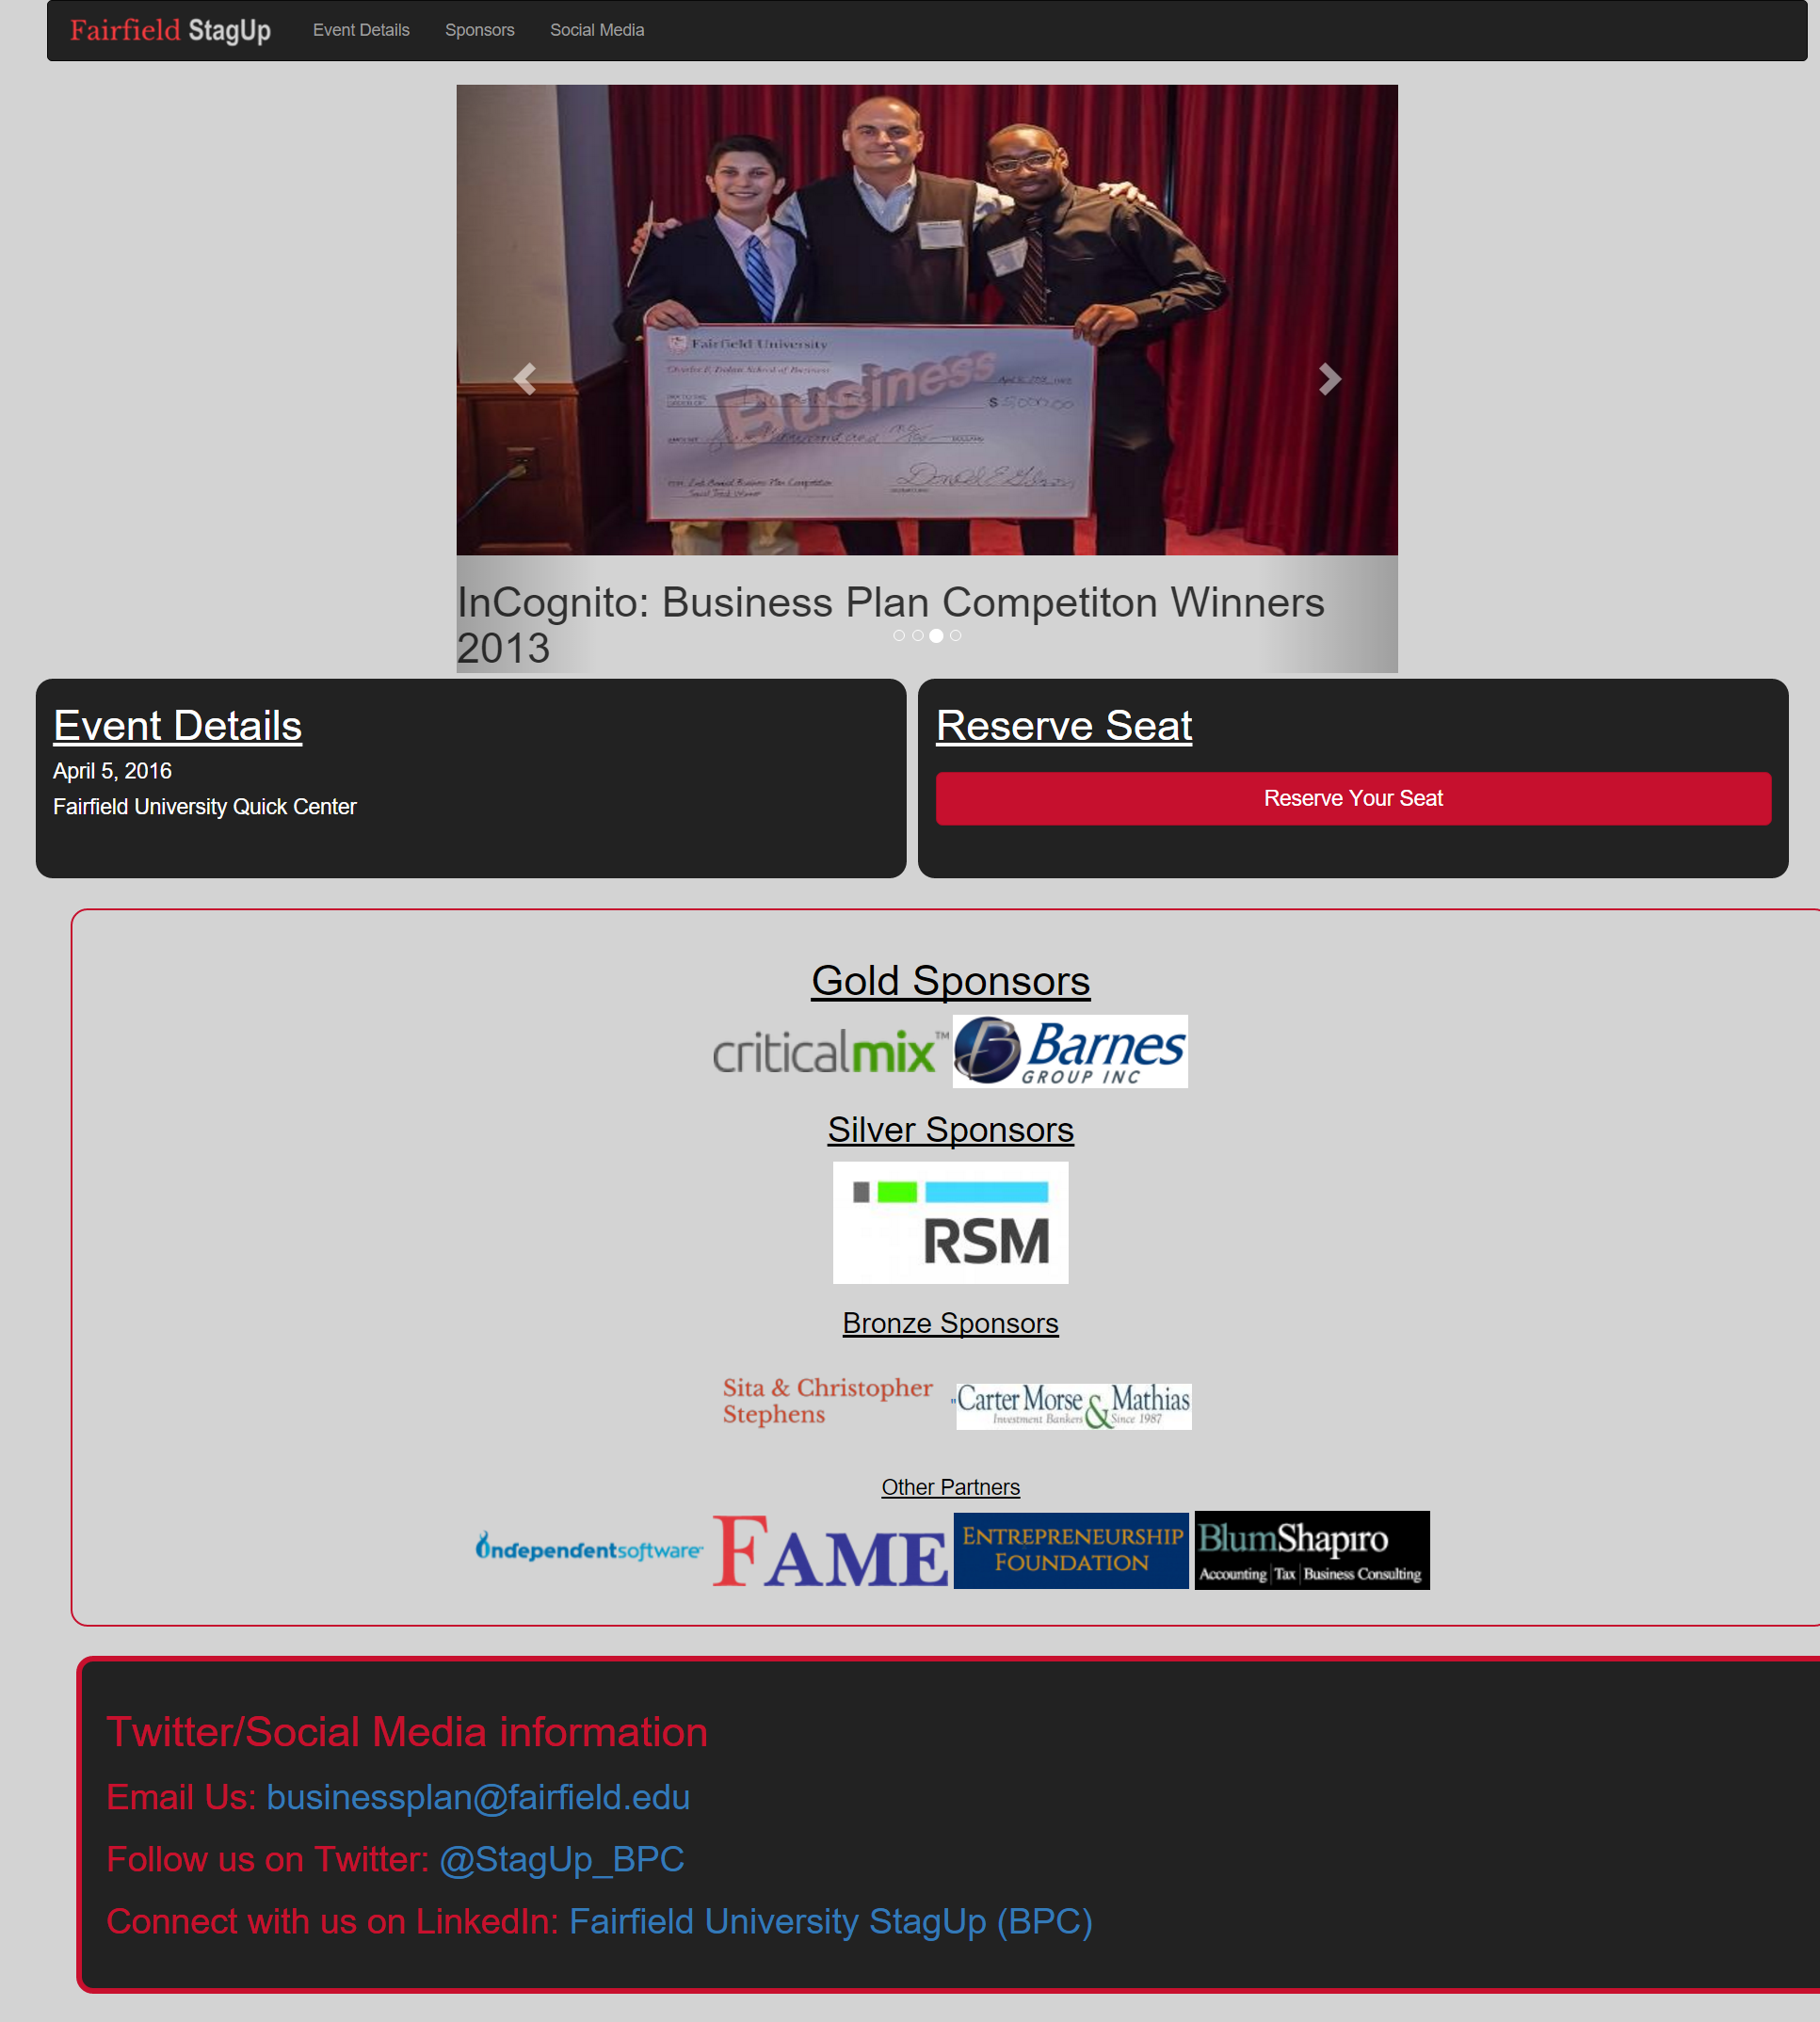 Fairfield StagUp Event Details Sponsors Social Media
Fairfield University
Charles F. Dolan School of Business
Business
$ 5,000.00
InCognito: Business Plan Competiton Winners
2013
Event Details
April 5, 2016
Fairfield University Quick Center
Reserve Seat
Reserve Your Seat
Gold Sponsors
criticalmix™ B Barnes
GROUP INC
Silver Sponsors
RSM
Bronze Sponsors
Sita & Christopher
Stephens
" Carter Morse & Mathias
Investment Bankers Since 1987
Other Partners
independentsoftware
FAME
ENTREPRENEURSHIP
FOUNDATION
BlumShapiro
Accounting | Tax | Business Consulting
Twitter/Social Media information
Email Us: businessplan@fairfield.edu
Follow us on Twitter: @StagUp_BPC
Connect with us on LinkedIn: Fairfield University StagUp (BPC)